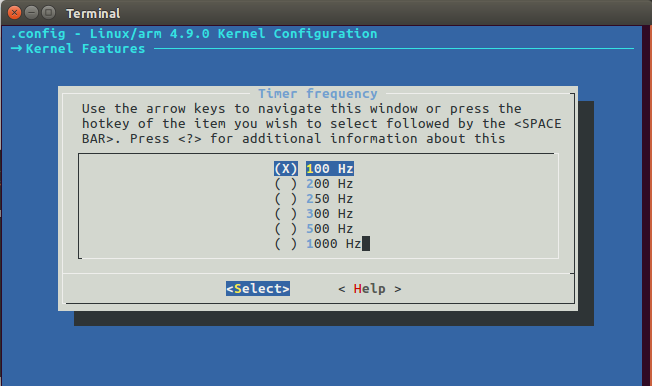 Terminal
.config - Linux/arm 4.9.0 Kernel Configuration
→ Kernel Features
Timer frequency
Use the arrow keys to navigate this window or press the
hotkey of the item you wish to select followed by the <SPACE
BAR>. Press <?> for additional information about this
(X) 100 Hz
( ) 200 Hz
( ) 250 Hz
( ) 300 Hz
( ) 500 Hz
( ) 1000 Hz
<Select> < Help >